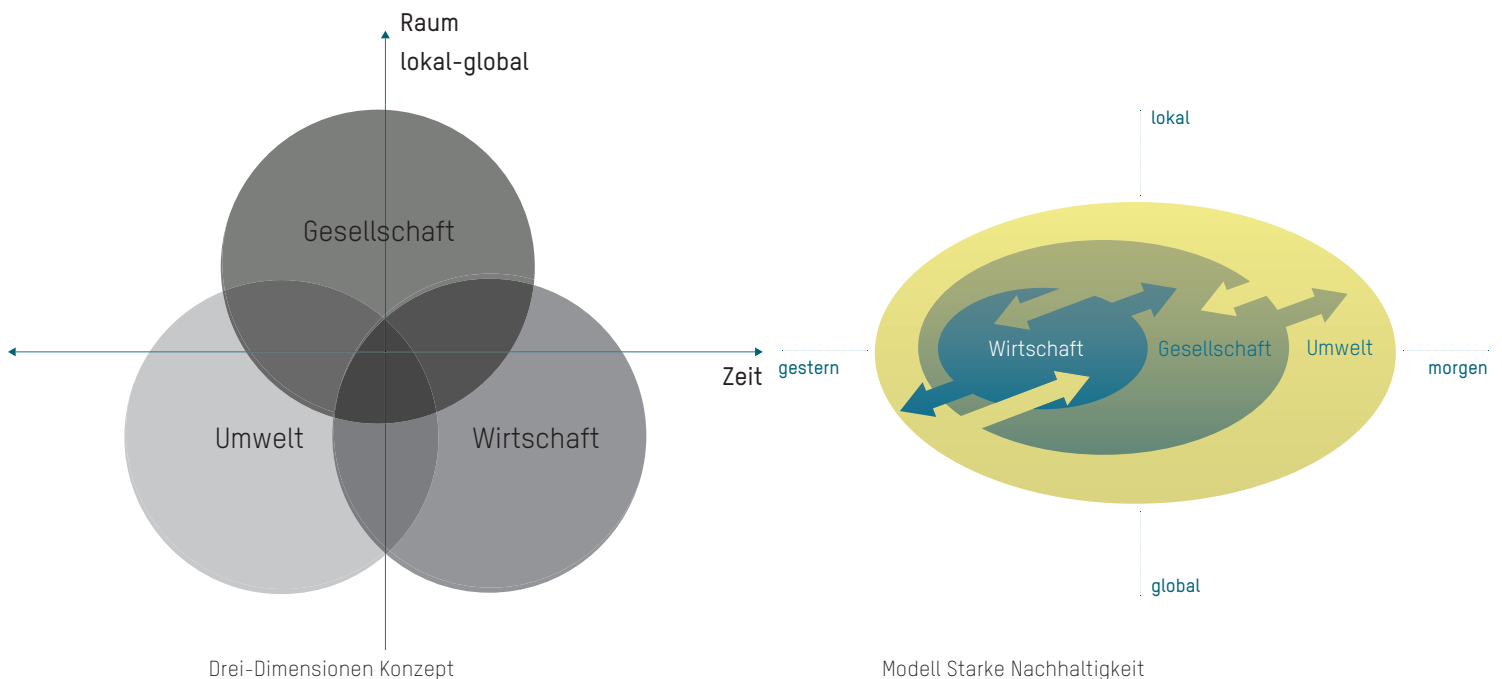 Raum
lokal-global
Gesellschaft
Zeit
Umwelt
Wirtschaft
Drei-Dimensionen Konzept
lokal
Wirtschaft
Gesellschaft
Umwelt
gestern
morgen
global
Modell Starke Nachhaltigkeit